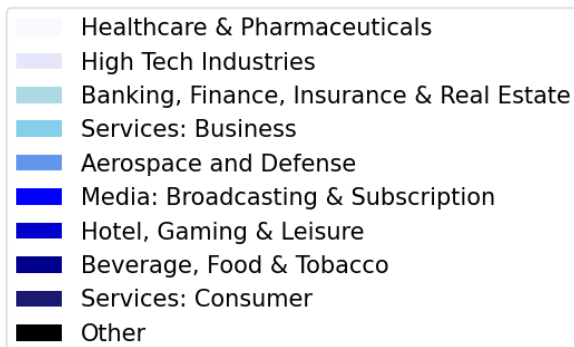 Healthcare & Pharmaceuticals
High Tech Industries
Banking, Finance, Insurance & Real Estate
Services: Business
Aerospace and Defense
Media: Broadcasting & Subscription
Hotel, Gaming & Leisure
Beverage, Food & Tobacco
Services: Consumer
Other